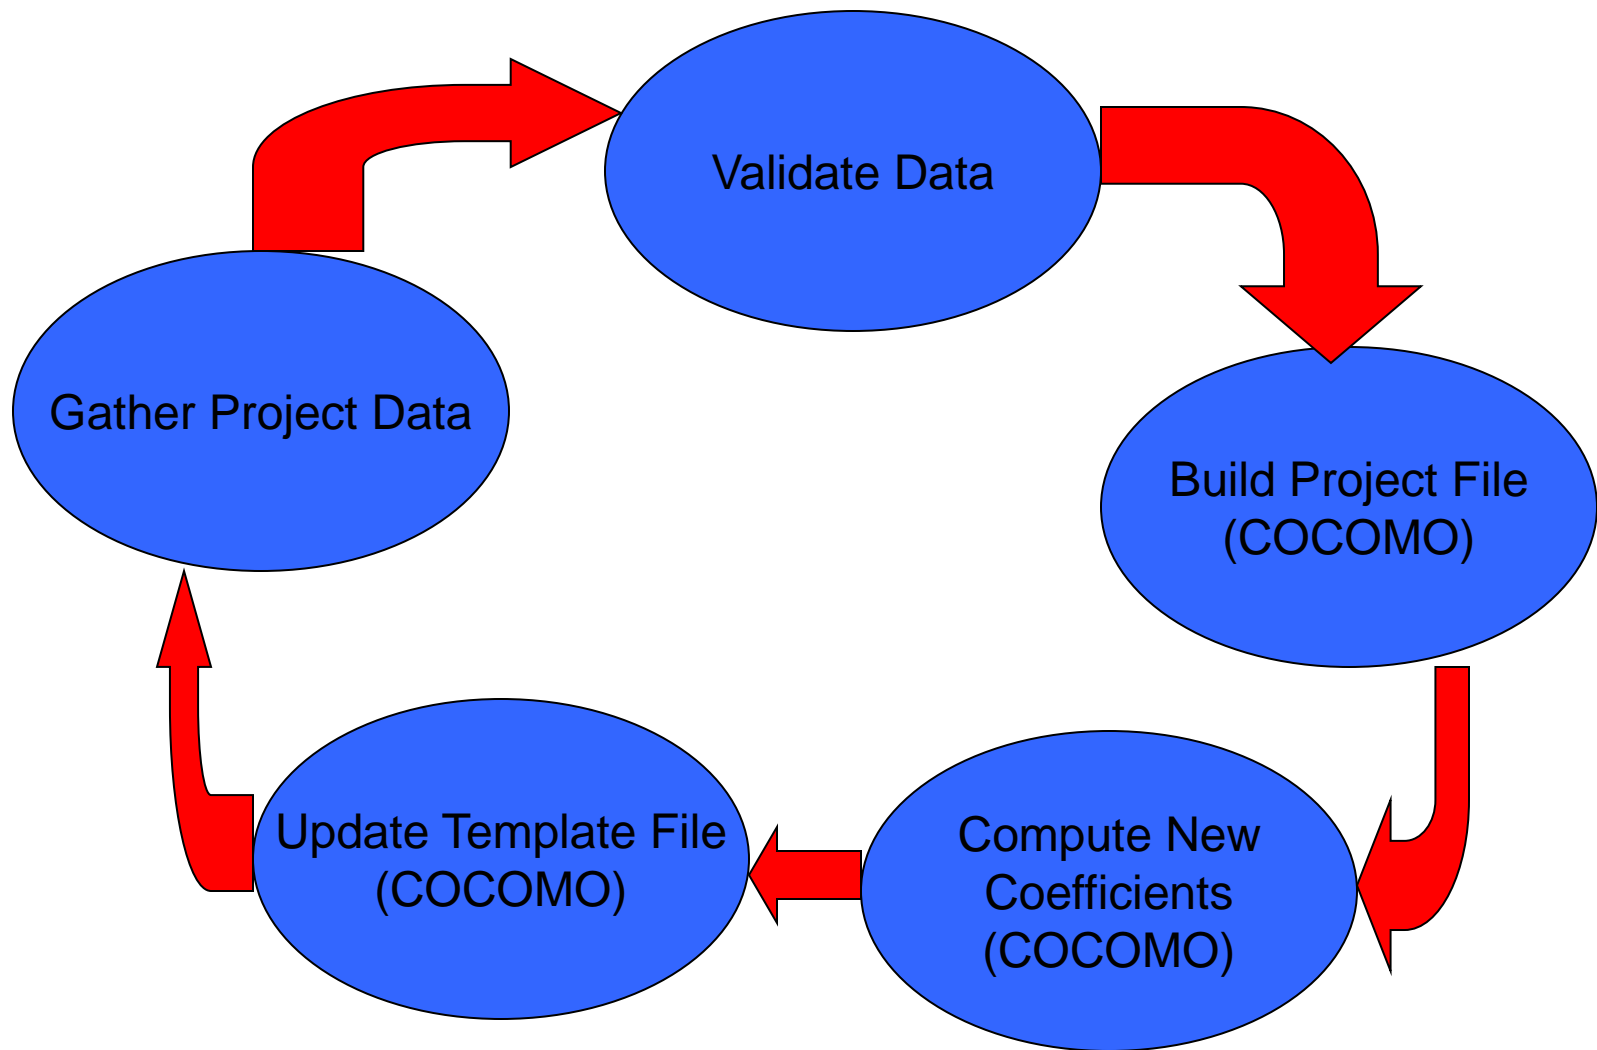 Validate Data
Gather Project Data
Build Project File
(COCOMO)
Update Template File
(COCOMO)
Compute New
Coefficients
(COCOMO)